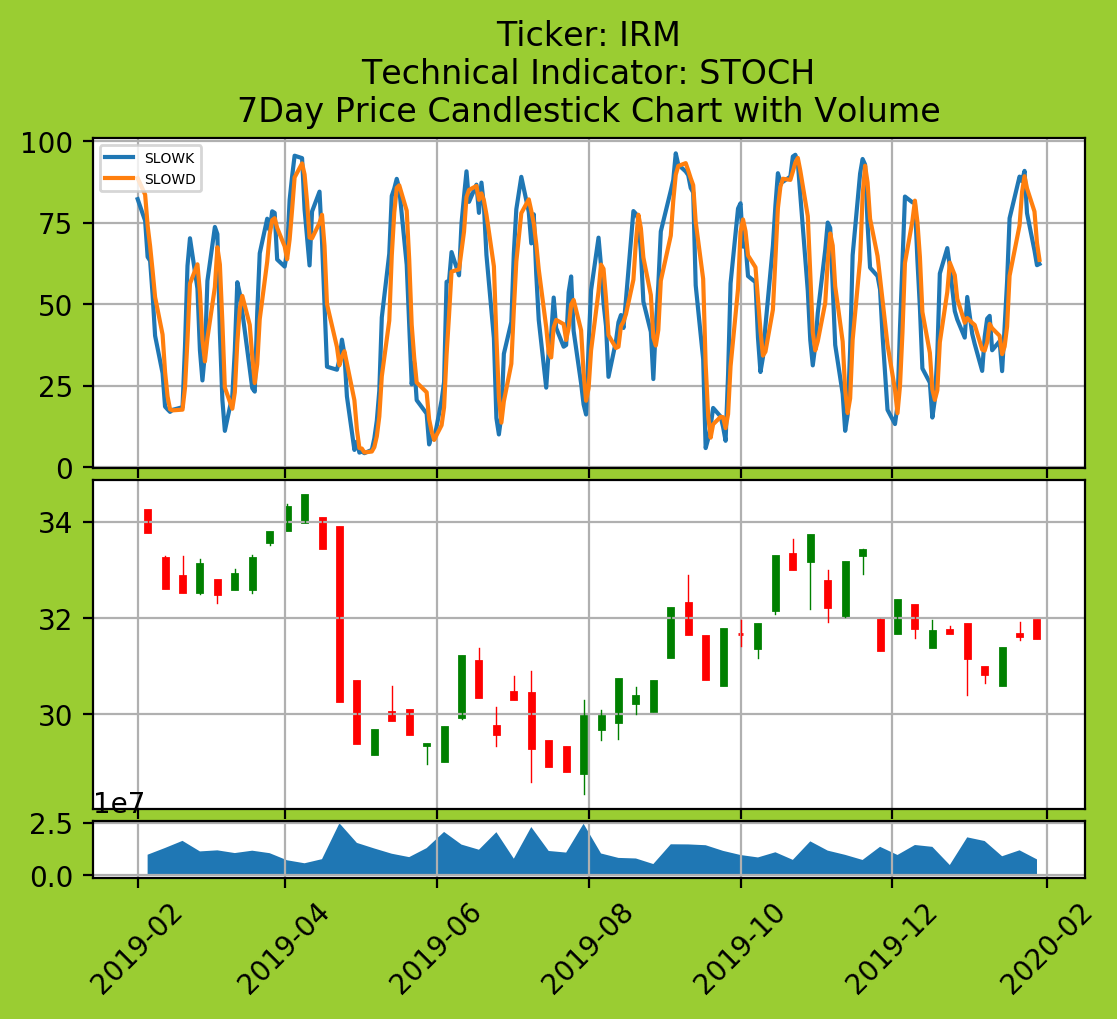 Ticker: IRM
Technical Indicator: STOCH
7Day Price Candlestick Chart with Volume
100
SLOWK
SLOWD
75
50
25
0
34
32
30
1e7
2.5
0.0
2019-02
2019-04
2019-06
2019-08
2019-10
2019-12
2020-02